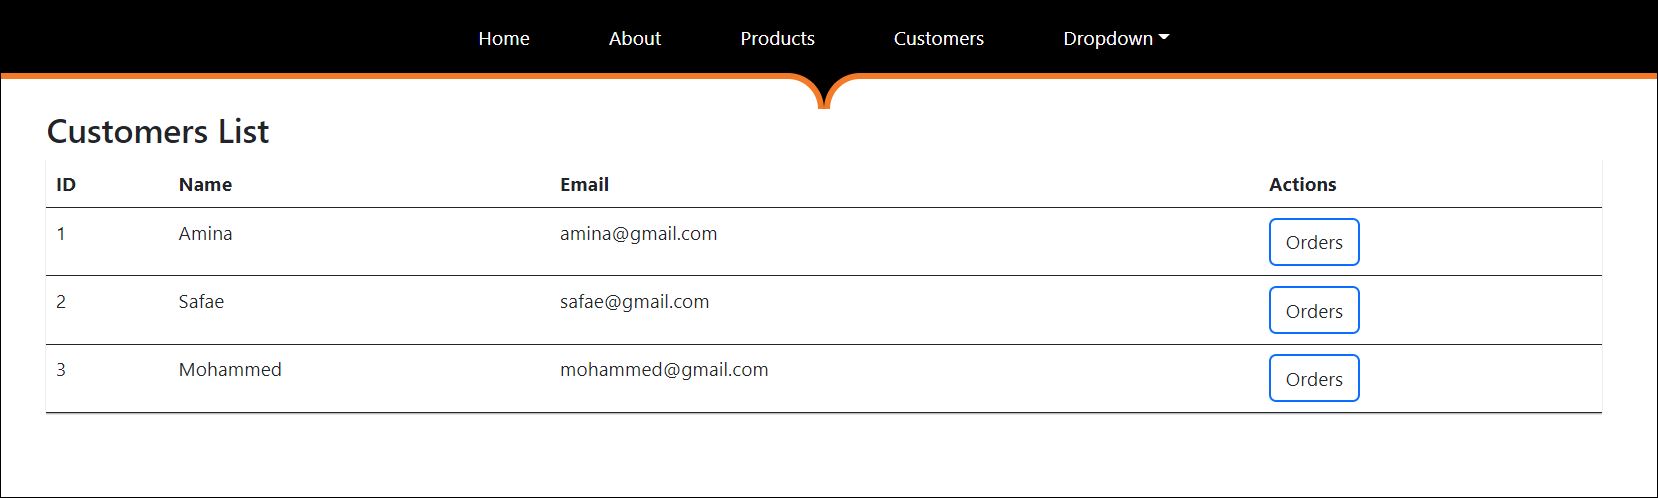 Home About Products Customers Dropdown
Customers List
ID Name Email Actions
1 Amina amina@gmail.com Orders
2 Safae safae@gmail.com Orders
3 Mohammed mohammed@gmail.com Orders